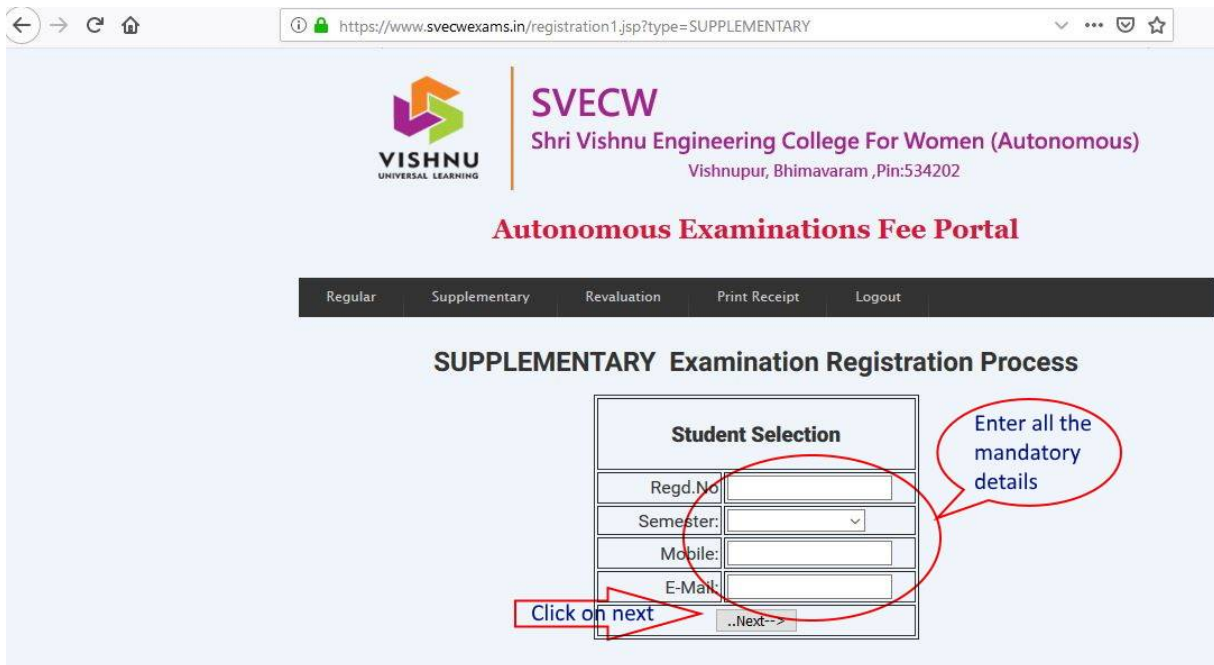 https://www.svecwexams.in/registration1.jsp?type=SUPPLEMENTARY
VISHNU
UNIVERSAL LEARNING
SVECW
Shri Vishnu Engineering College For Women (Autonomous)
Vishnupur, Bhimavaram ,Pin:534202
Autonomous Examinations Fee Portal
Regular Supplementary Revaluation Print Receipt Logout
SUPPLEMENTARY Examination Registration Process
Student Selection
Enter all the
mandatory
details
Regd.No
Semester:
Mobile:
E-Mail:
Click on next
..Next-->